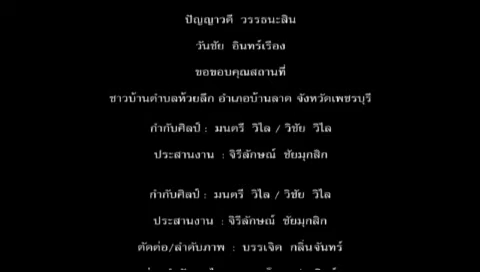 ปัญญาวดี วรรธนะสิน
วันชัย อินทร์เรือง
ขอขอบคุณสถานที่
ชาวบ้านตำบลห้วยลึก อำเภอบ้านลาด จังหวัดเพชรบุรี
กำกับศิลป์ : มนตรี วิไล / วิชัย วิไล
ประสานงาน : จิรีลักษณ์ ชัยมุกสิก
กำกับศิลป์ : มนตรี วิไล / วิชัย วิไล
ประสานงาน : จิรีลักษณ์ ชัยมุกสิก
ตัดต่อ/ลำดับภาพ : บรรเจิด กลิ่นจันทร์